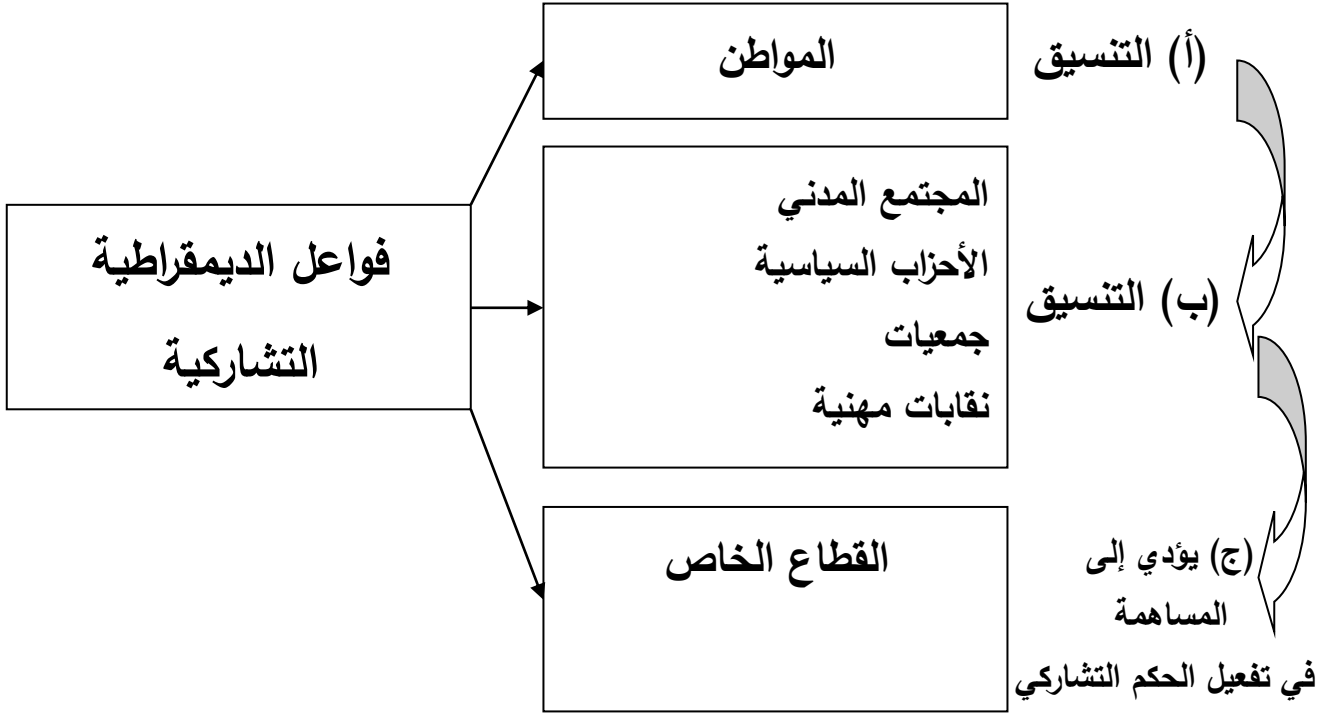 المواطن
(أ) التنسيق
المجتمع المدني
الأحزاب السياسية
جمعيات
نقابات مهنية
(ب) التنسيق
فواعل الديمقراطية
التشاركية
القطاع الخاص
(ج) يؤدي إلى
المساهمة
في تفعيل الحكم التشاركي